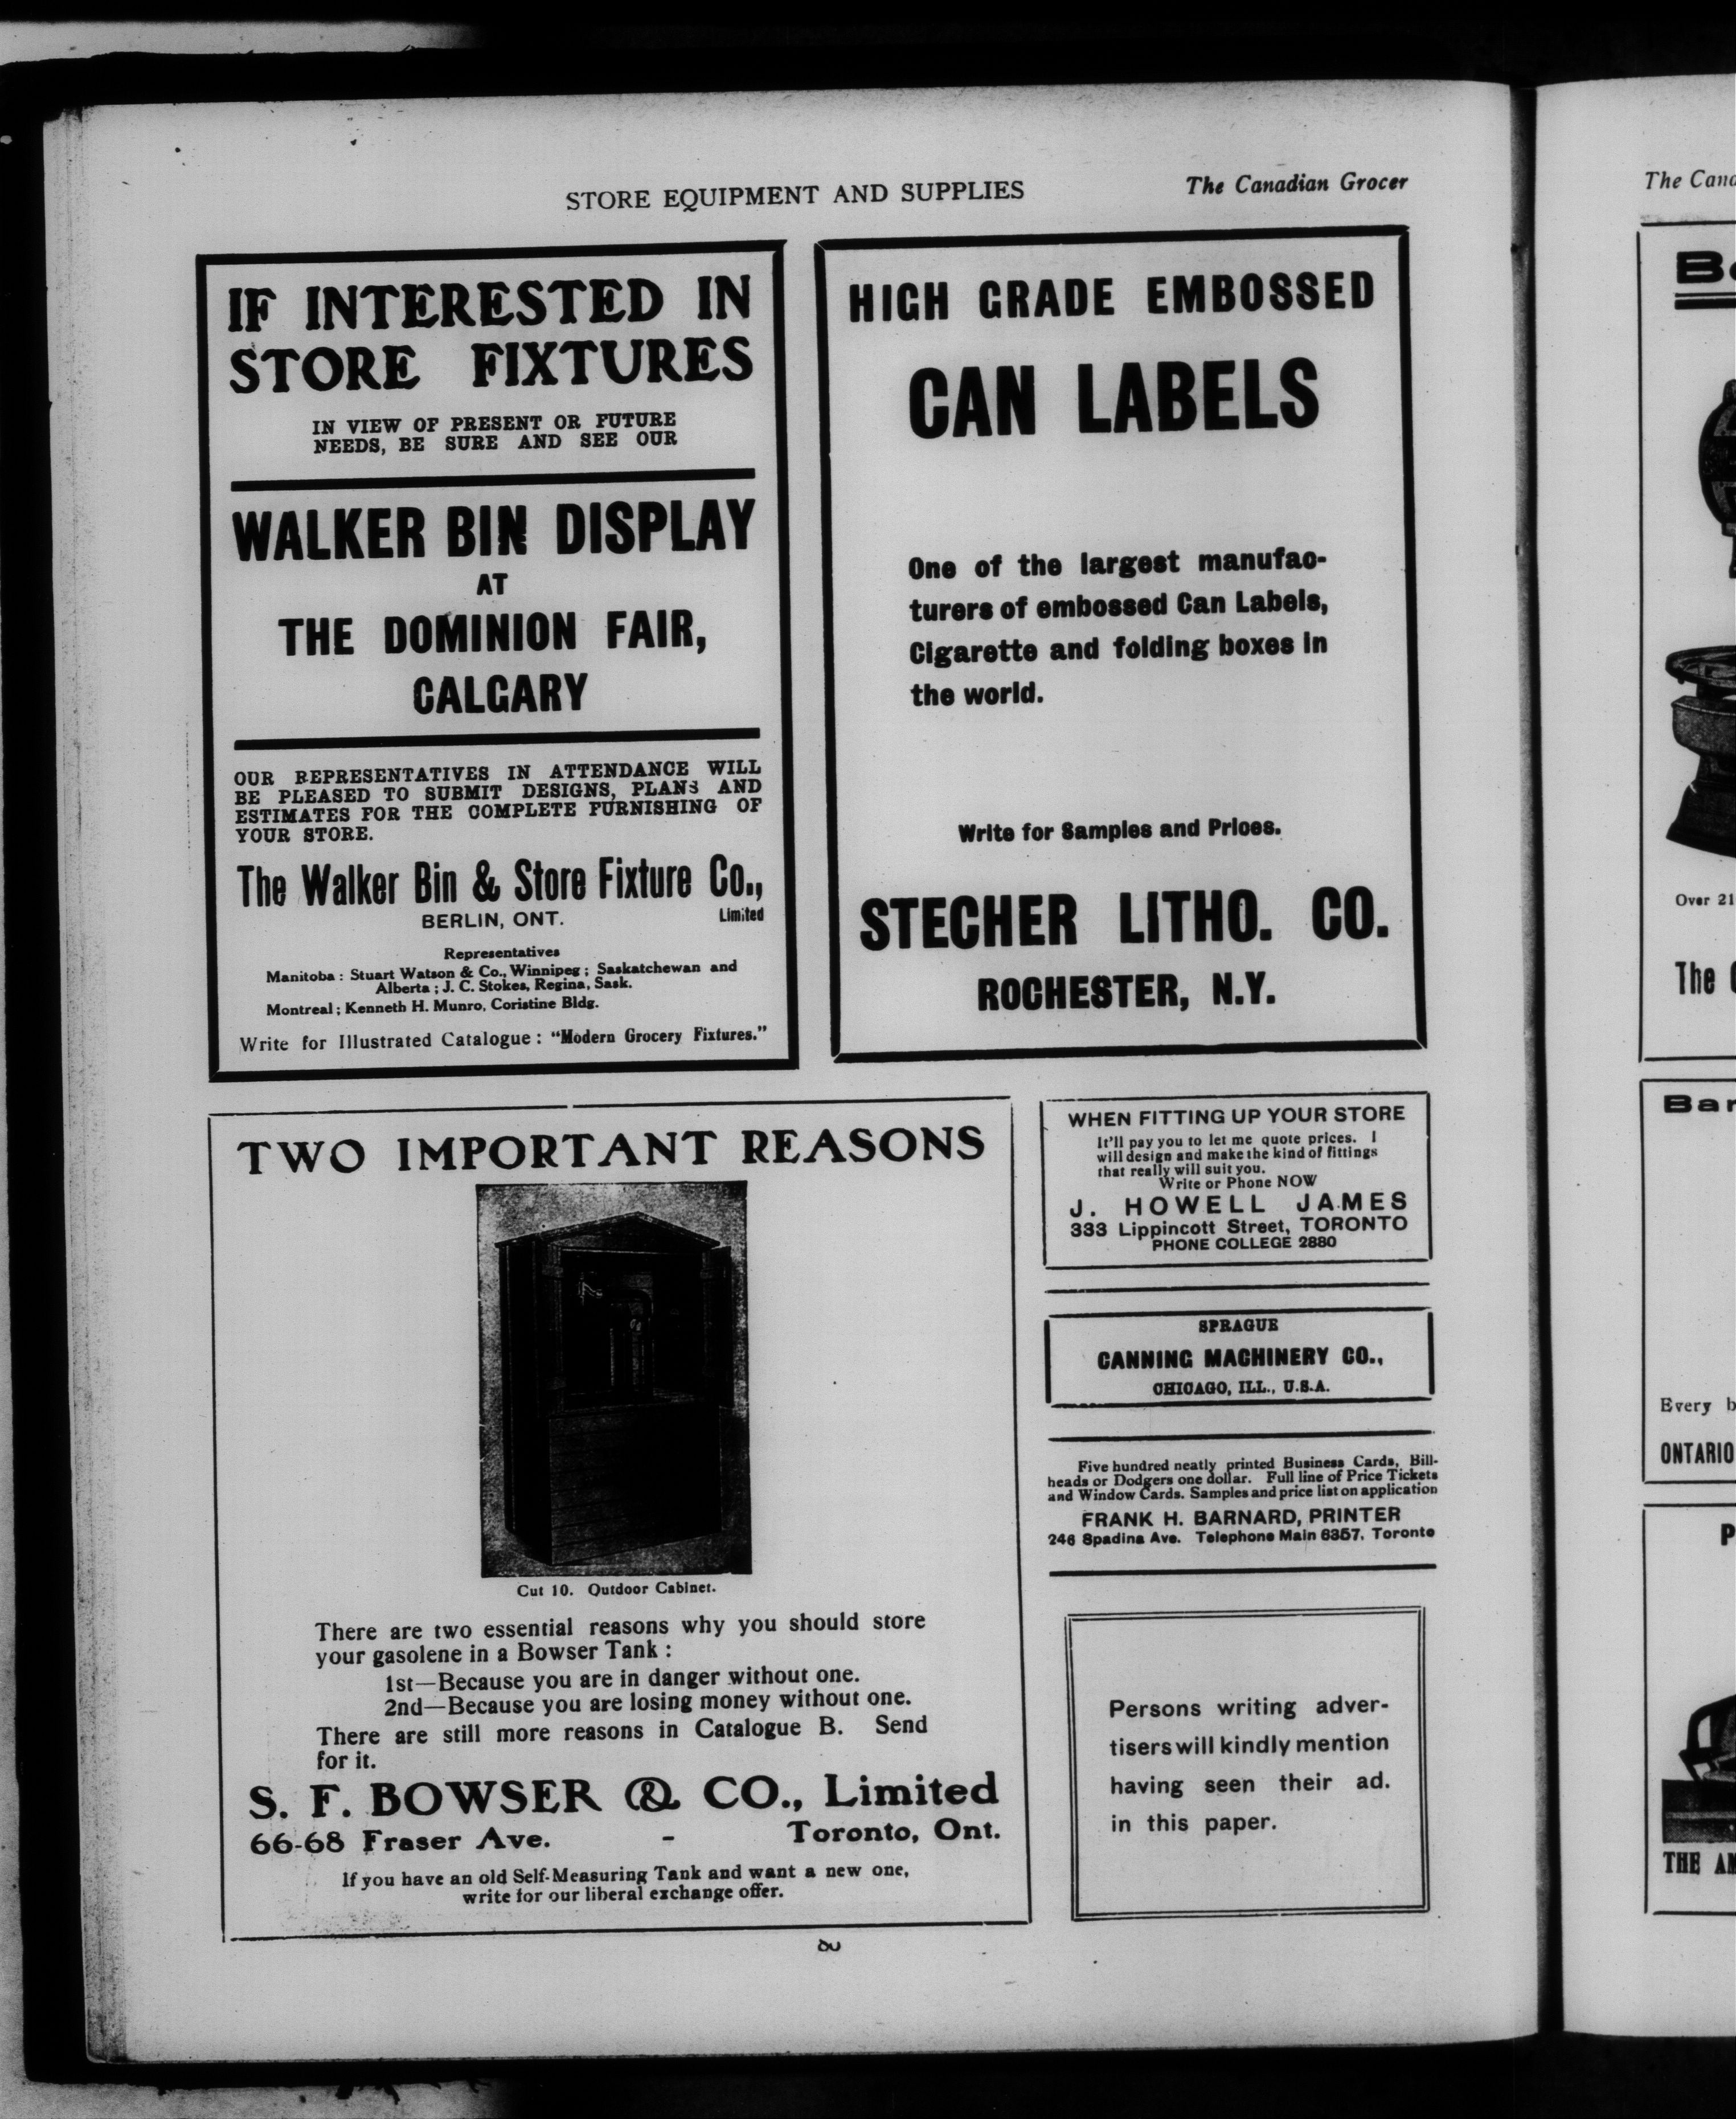 STORE EQUIPMENT AND SUPPLIES
The Canadian Grocer
IF INTERESTED IN
STORE FIXTURES
IN VIEW OF PRESENT OR FUTURE
NEEDS, BE SURE AND SEE OUR
WALKER BIN DISPLAY
AT
THE DOMINION FAIR,
CALGARY
OUR REPRESENTATIVES IN ATTENDANCE WILL
BE PLEASED TO SUBMIT DESIGNS, PLANS AND
ESTIMATES FOR THE COMPLETE FURNISHING OF
YOUR STORE.
The Walker Bin & Store Fixture Co.,
BERLIN, ONT.
Limited
Representatives
Manitoba : Stuart Watson & Co., Winnipeg ; Saskatchewan and
Alberta ; J. C. Stokes, Regina, Sask.
Montreal ; Kenneth H. Munro, Coristine Bldg.
Write for Illustrated Catalogue : "Modern Grocery Fixtures."
HIGH GRADE EMBOSSED
CAN LABELS
One of the largest manufac-
turers of embossed Can Labels,
Cigarette and folding boxes in
the world.
Write for Samples and Prices.
STECHER LITHO. CO.
ROCHESTER, N.Y.
TWO IMPORTANT REASONS
Cut 10. Outdoor Cabinet.
There are two essential reasons why you should store
your gasolene in a Bowser Tank :
1st—Because you are in danger without one.
2nd—Because you are losing money without one.
There are still more reasons in Catalogue B. Send
for it.
S. F. BOWSER & CO., Limited
66-68 Fraser Ave. - Toronto, Ont.
If you have an old Self-Measuring Tank and want a new one,
write for our liberal exchange offer.
WHEN FITTING UP YOUR STORE
It'll pay you to let me quote prices. I
will design and make the kind of fittings
that really will suit you.
Write or Phone NOW
J. HOWELL JAMES
333 Lippincott Street, TORONTO
PHONE COLLEGE 2880
SPRAGUE
CANNING MACHINERY CO.,
CHICAGO, ILL., U.S.A.
Five hundred neatly printed Business Cards, Bill-
heads or Dodgers one dollar. Full line of Price Tickets
and Window Cards. Samples and price list on application
FRANK H. BARNARD, PRINTER
246 Spadina Ave. Telephone Main 6357. Toronto
Persons writing adver-
tisers will kindly mention
having seen their ad.
in this paper.
The
Over 21
The
Every
ONTARIO
THE